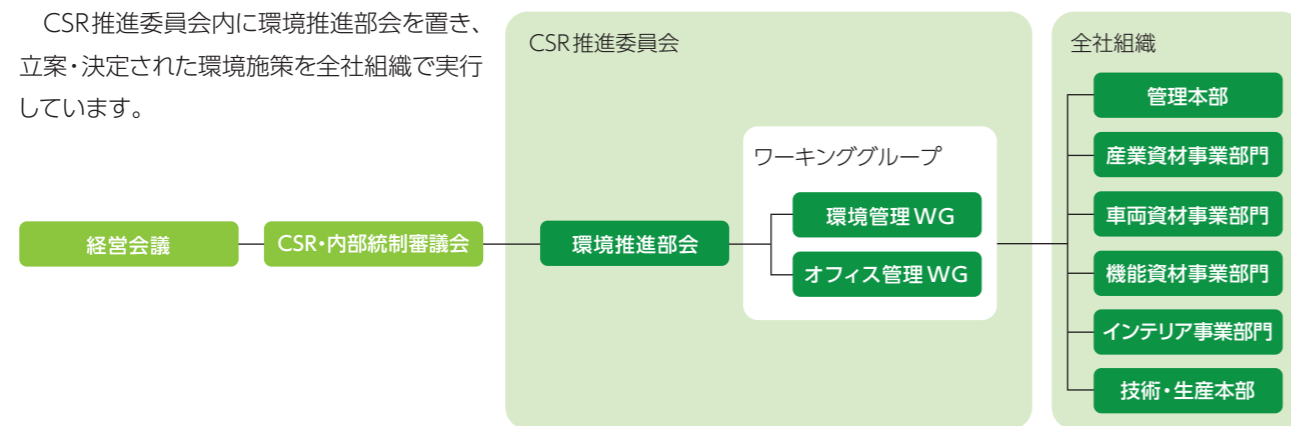 CSR推進委員会内に環境推進部会を置き、
立案・決定された環境施策を全社組織で実行
しています。
経営会議
CSR・内部統制審議会
CSR推進委員会
環境推進部会
ワーキンググループ
環境管理WG
オフィス管理WG
全社組織
管理本部
産業資材事業部門
車両資材事業部門
機能資材事業部門
インテリア事業部門
技術・生産本部